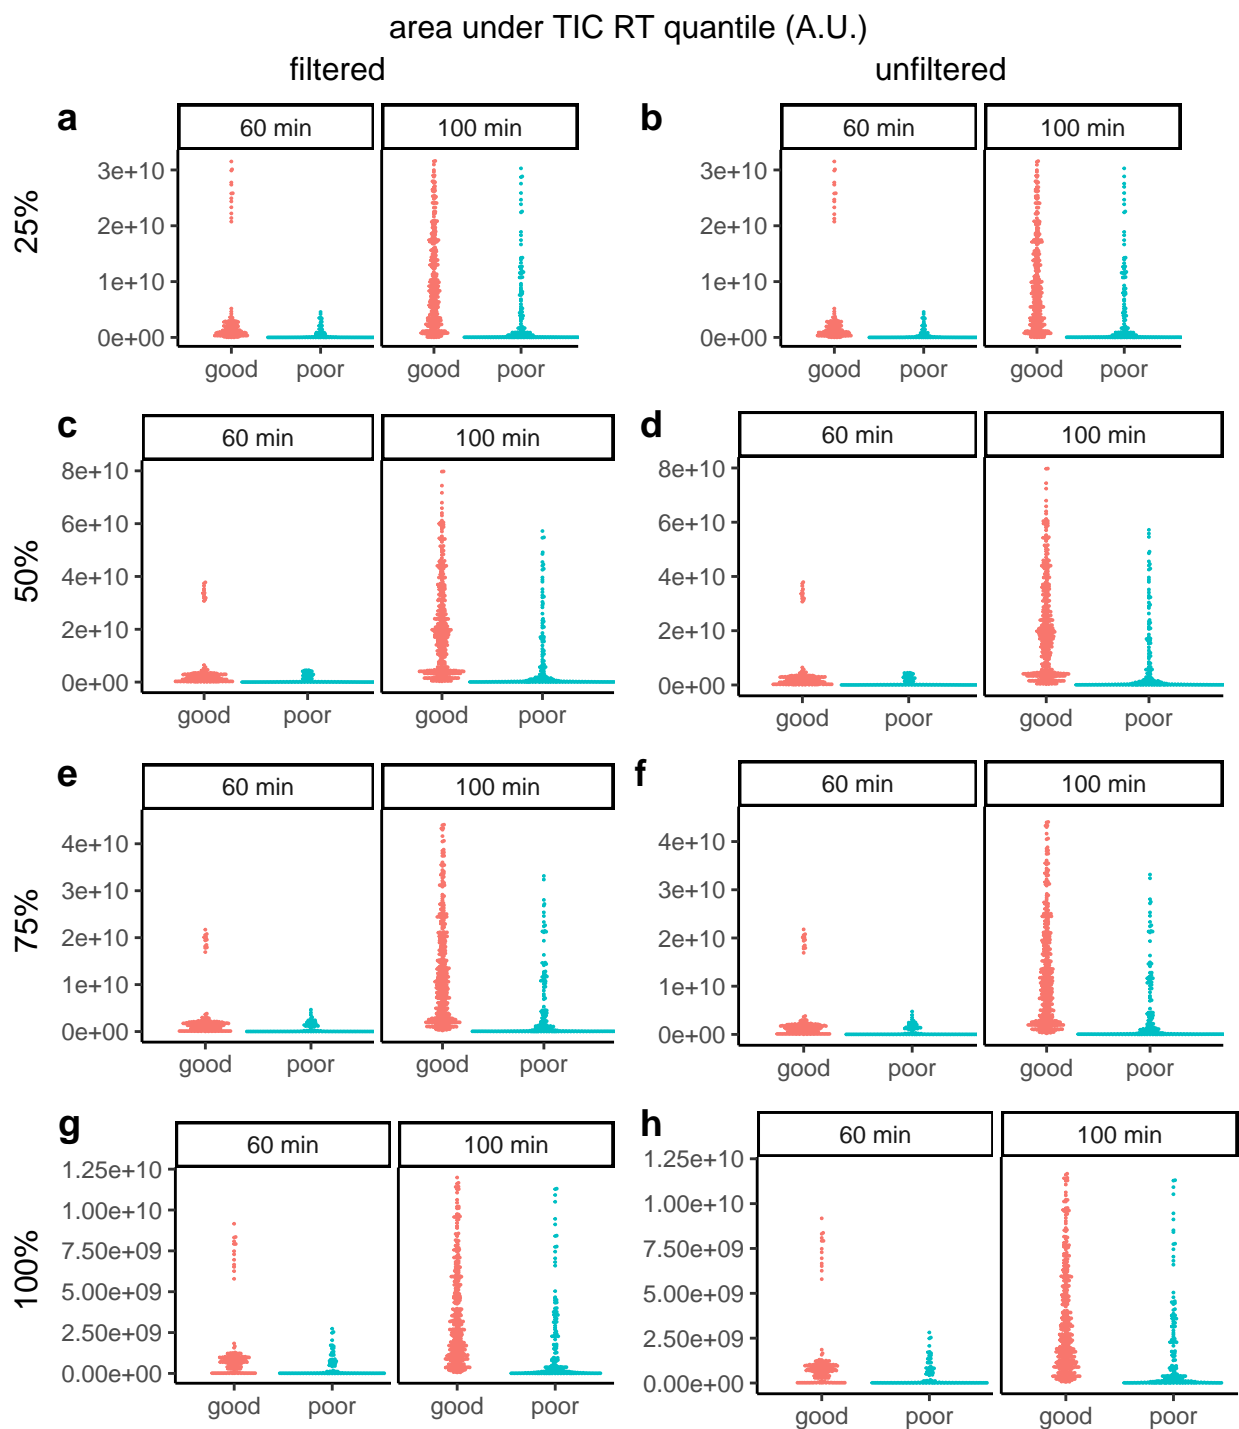 area under TIC RT quantile (A.U.)
filtered
unfiltered
25%
a
60 min
100 min
3e+10
2e+10
1e+10
0e+00
good
poor
good
poor
b
60 min
100 min
3e+10
2e+10
1e+10
0e+00
good
poor
good
poor
50%
c
60 min
100 min
8e+10
6e+10
4e+10
2e+10
0e+00
good
poor
good
poor
d
60 min
100 min
8e+10
6e+10
4e+10
2e+10
0e+00
good
poor
good
poor
75%
e
60 min
100 min
4e+10
3e+10
2e+10
1e+10
0e+00
good
poor
good
poor
f
60 min
100 min
4e+10
3e+10
2e+10
1e+10
0e+00
good
poor
good
poor
100%
g
60 min
100 min
1.25e+10
1.00e+10
7.50e+09
5.00e+09
2.50e+09
0.00e+00
good
poor
good
poor
h
60 min
100 min
1.25e+10
1.00e+10
7.50e+09
5.00e+09
2.50e+09
0.00e+00
good
poor
good
poor